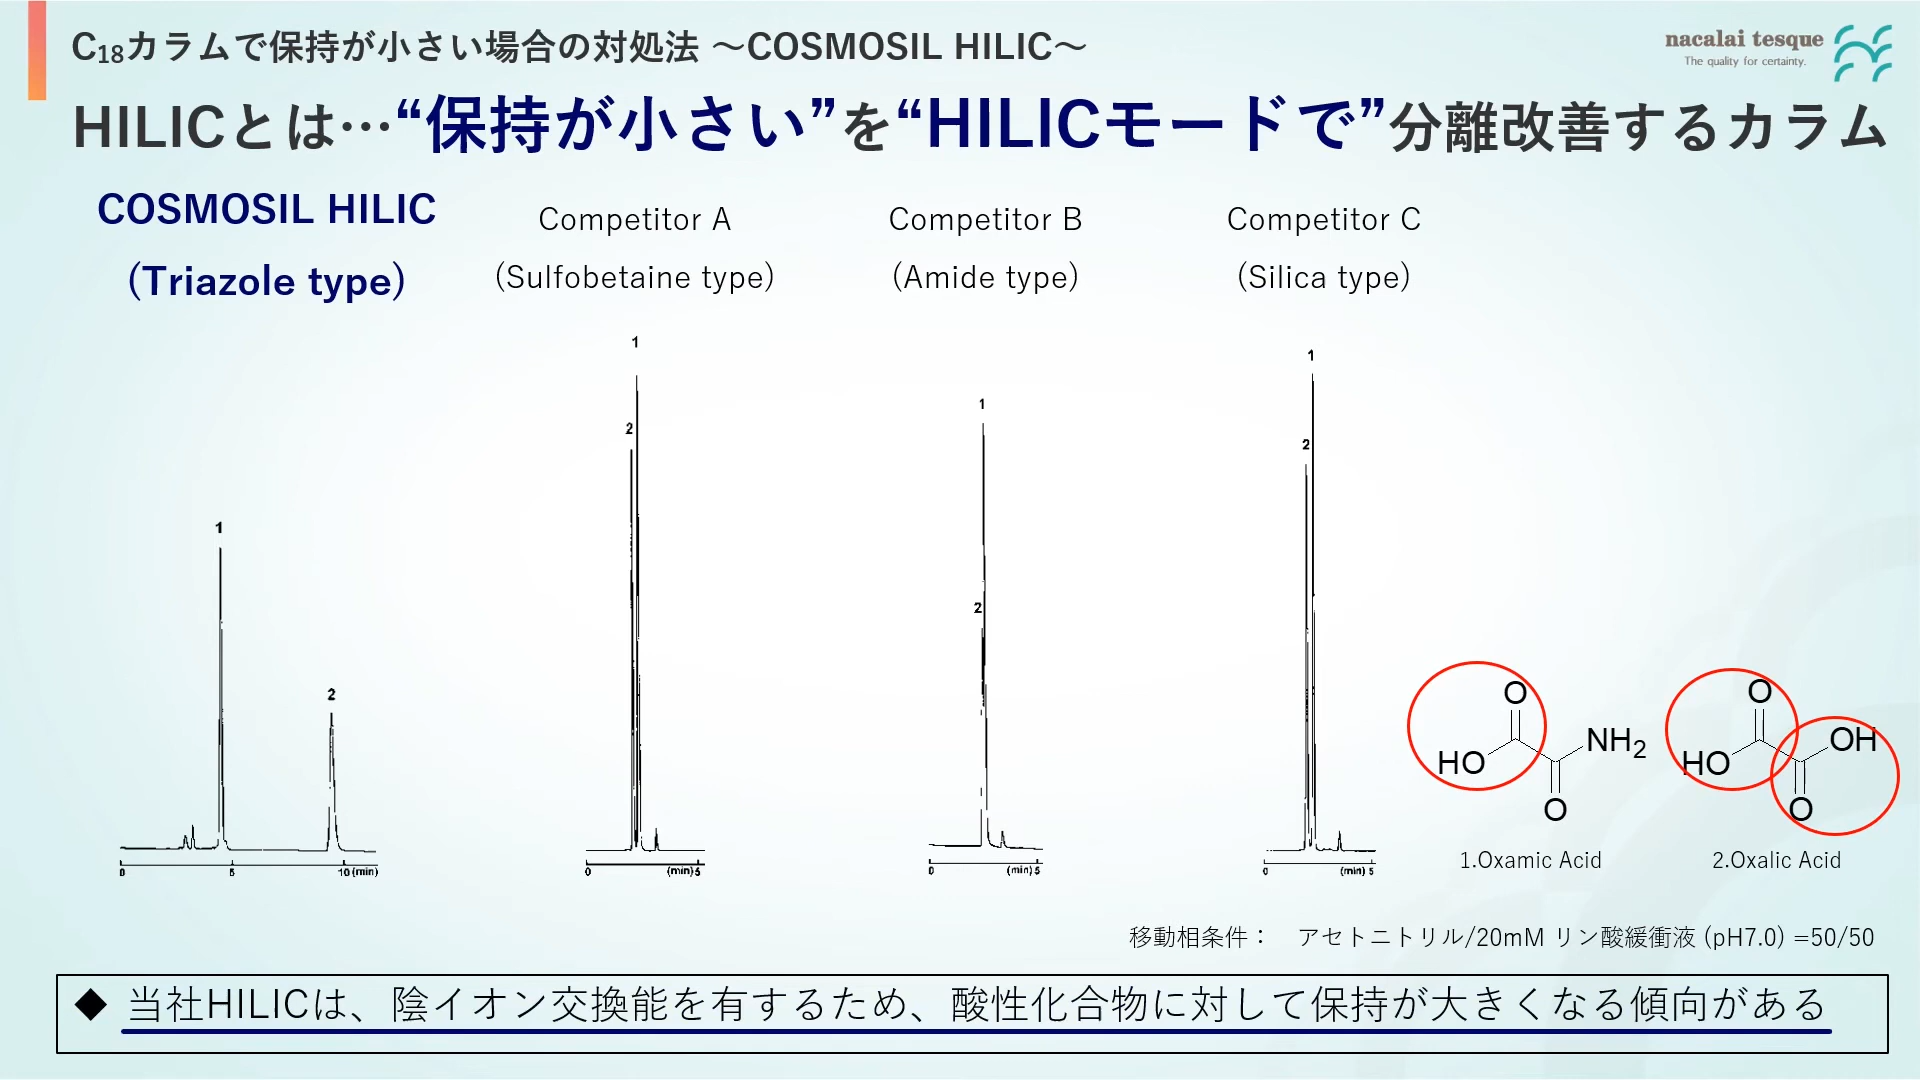 C₁₈カラムで保持が小さい場合の対処法 ～COSMOSIL HILIC～
nacalai tesque
The quality for certainty.
HILICとは…“保持が小さい”を“HILICモードで”分離改善するカラム
COSMOSIL HILIC
(Triazole type)
Competitor A
(Sulfobetaine type)
Competitor B
(Amide type)
Competitor C
(Silica type)
1
2
0 5 10 (min)
1
2
0 (min) 5
1
2
0 (min) 5
1
2
0 (min) 5
O
HO
NH₂
O
1.Oxamic Acid
O
OH
HO
O
2.Oxalic Acid
移動相条件： アセトニトリル/20mM リン酸緩衝液 (pH7.0) =50/50
◆ 当社HILICは、陰イオン交換能を有するため、酸性化合物に対して保持が大きくなる傾向がある